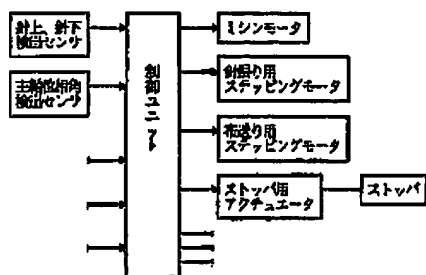 針上、針下
検出センサ
主軸位相角
検出センサ
制御ユニット
ミシンモータ
針振り用
ステッピングモータ
布送り用
ステッピングモータ
ストッパ用
アクチュエータ
ストッパ